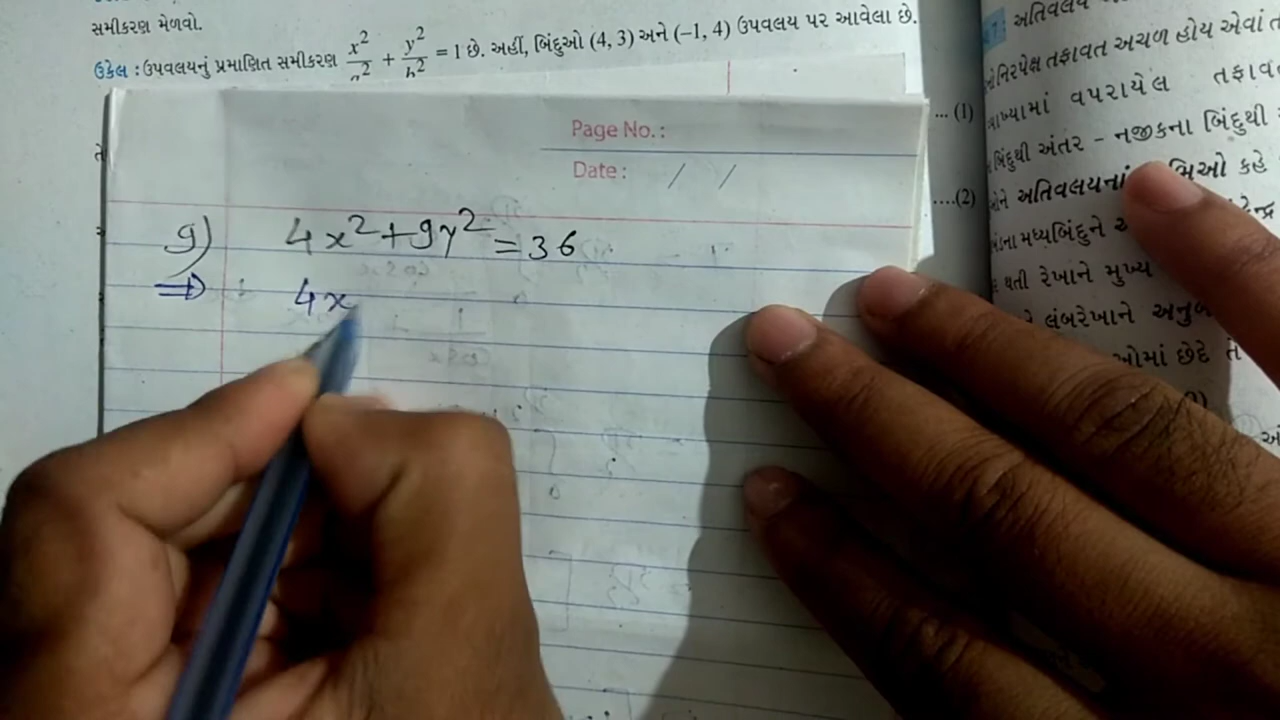 સમીકરણ મેળવો.
ઉકેલ : ઉપવલયનું પ્રમાણિત સમીકરણ x²/a² + y²/b² = 1 છે. અહીં, બિંદુઓ (4, 3) અને (–1, 4) ઉપવલય પર આવેલા છે.
... (1)
....(2)
Page No.:
Date : / /
9) 4x²+9y² = 36
⇒ 4x
અતિવલય
નિરપેક્ષ તફાવત અચળ હોય એવાં
વપરાયેલ
બિંદુથી અંતર – નજીકના બિંદુથી
અતિવલયનાં
મધ્યબિંદુને
થતી રેખાને મુખ્ય
લંબરેખાને
છેદે તે